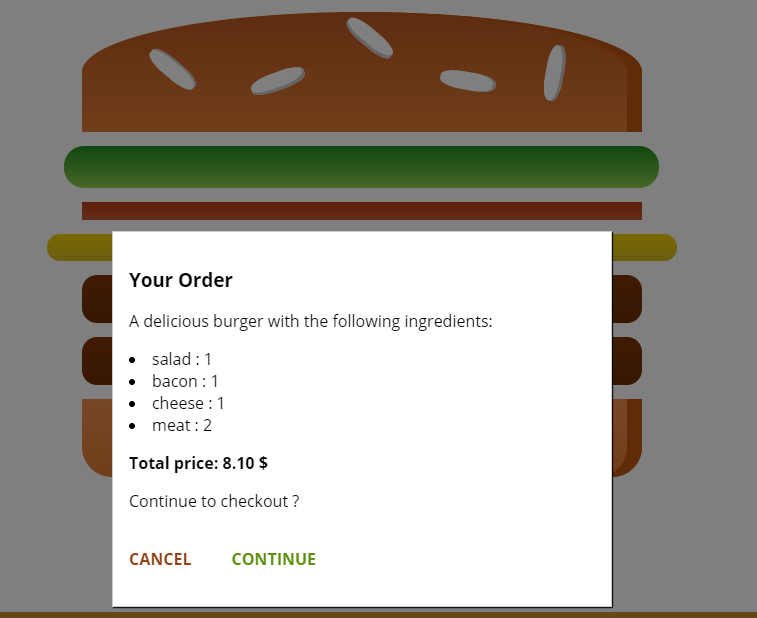 Your Order
A delicious burger with the following ingredients:
salad : 1
bacon : 1
cheese : 1
meat : 2
Total price: 8.10 $
Continue to checkout ?
CANCEL CONTINUE